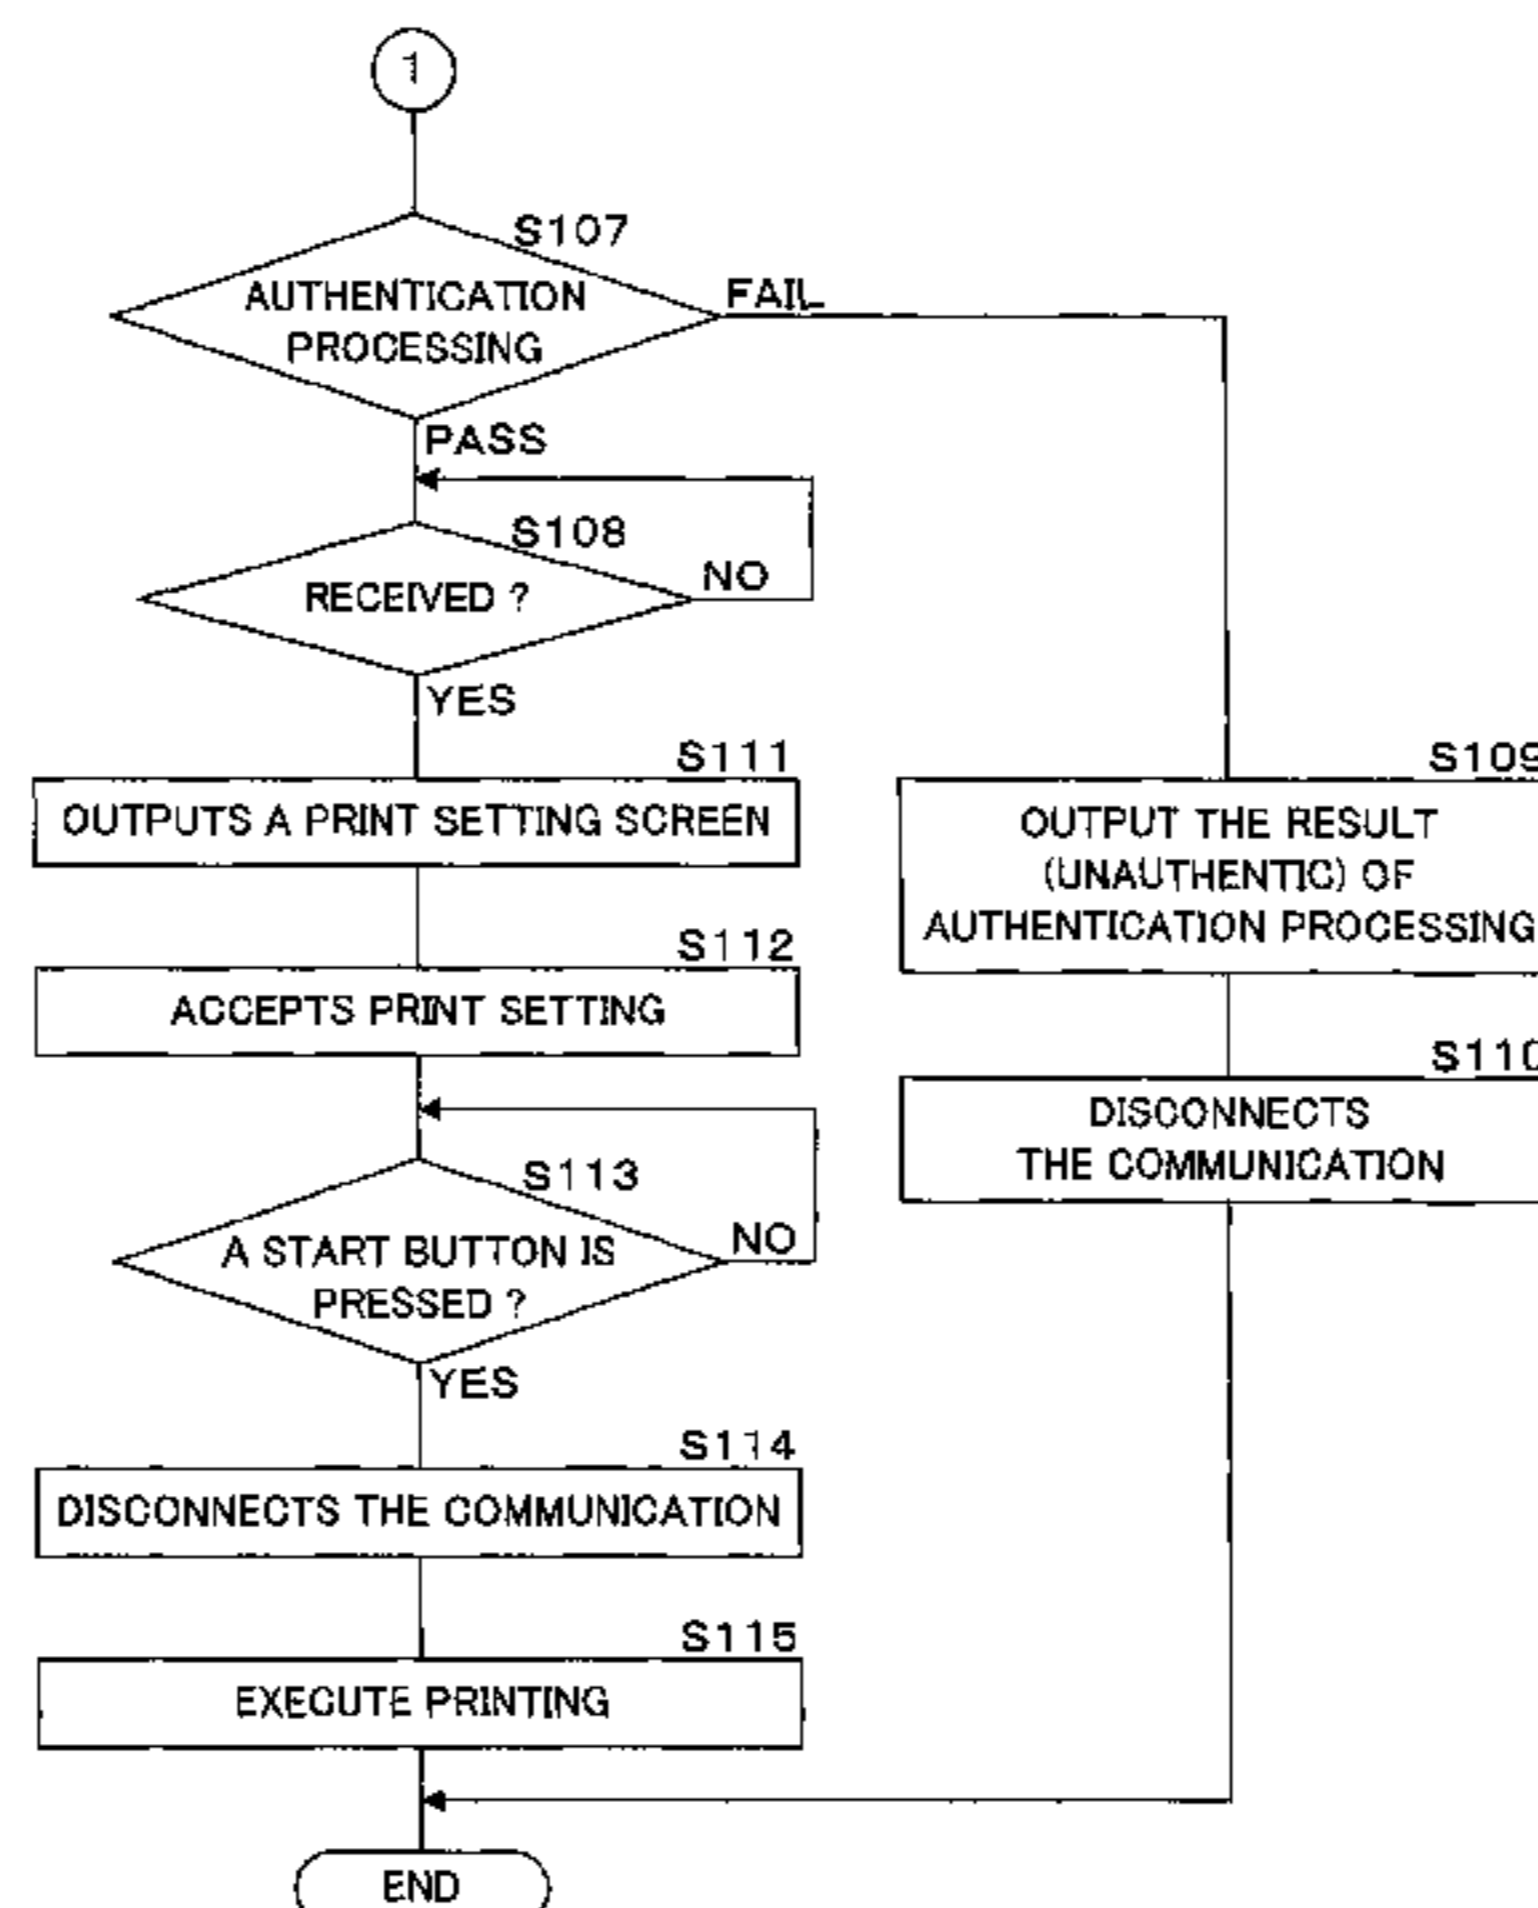 1
S107
AUTHENTICATION
PROCESSING
FAIL
PASS
S108
RECEIVED ?
NO
YES
S111
OUTPUTS A PRINT SETTING SCREEN
S109
OUTPUT THE RESULT
(UNAUTHENTIC) OF
AUTHENTICATION PROCESSING
S112
ACCEPTS PRINT SETTING
S110
DISCONNECTS
THE COMMUNICATION
S113
A START BUTTON IS
PRESSED ?
NO
YES
S114
DISCONNECTS THE COMMUNICATION
S115
EXECUTE PRINTING
END